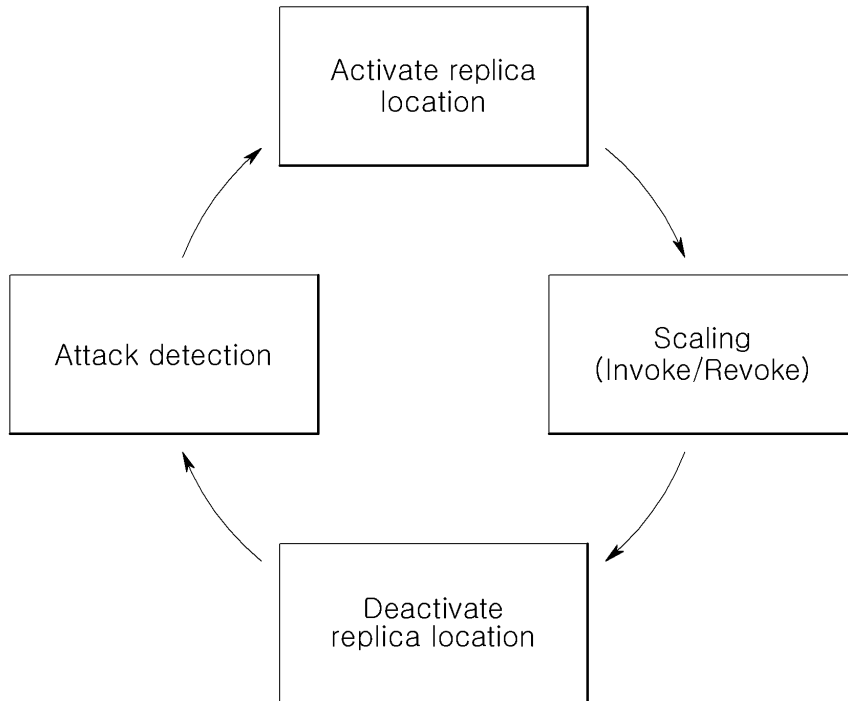 Activate replica
location
Attack detection
Scaling
(Invoke/Revoke)
Deactivate
replica location